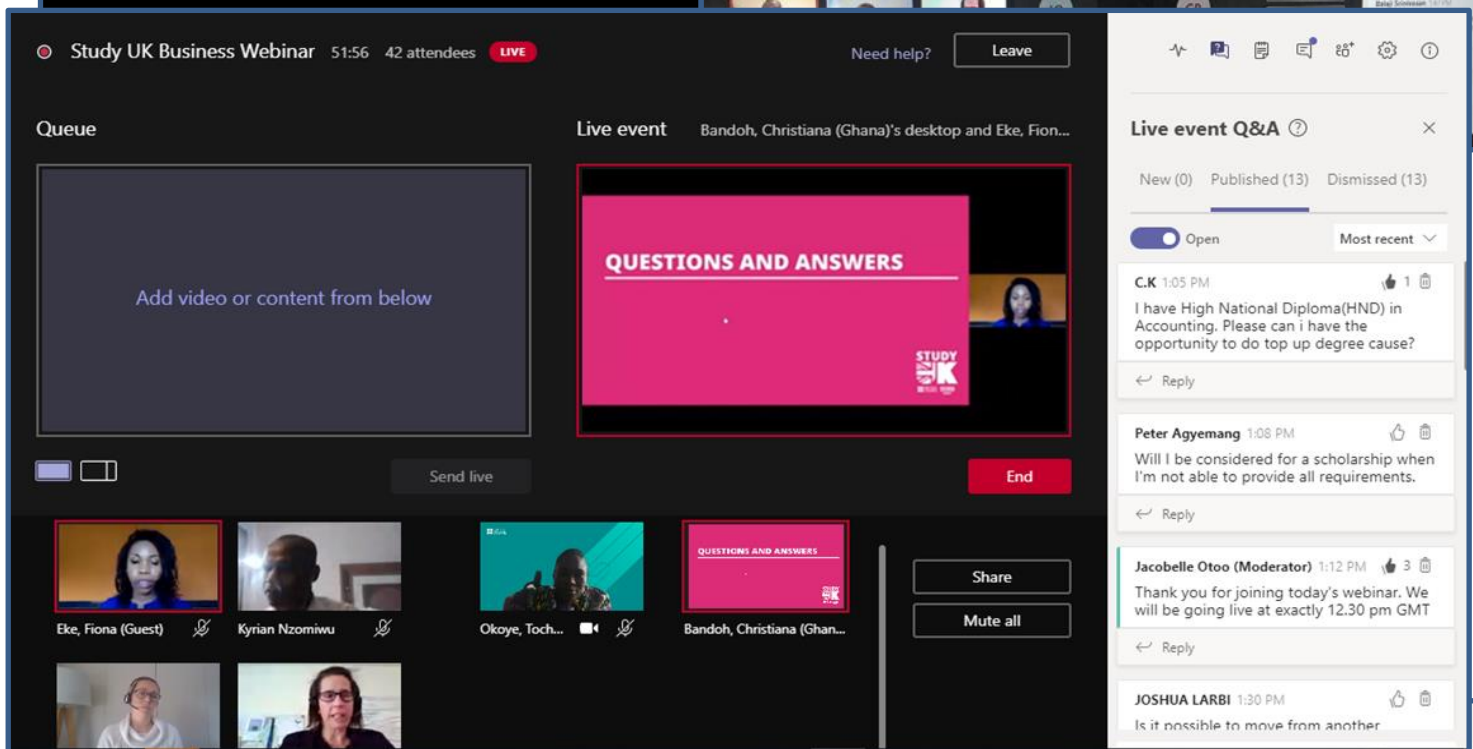 Study UK Business Webinar 51:56 42 attendees LIVE
Need help? Leave
Queue
Live event Bandoh, Christiana (Ghana)'s desktop and Eke, Fion...
Add video or content from below
QUESTIONS AND ANSWERS
STUDY
UK
Send live
End
QUESTIONS AND ANSWERS
Eke, Fiona (Guest)
Kyrian Nzomiwu
Okoye, Toch...
Bandoh, Christiana (Ghan...
Share
Mute all
Live event Q&A
New (0) Published (13) Dismissed (13)
Open Most recent
C.K 1:05 PM 1
I have High National Diploma(HND) in
Accounting. Please can i have the
opportunity to do top up degree cause?
Reply
Peter Agyemang 1:08 PM
Will I be considered for a scholarship when
I'm not able to provide all requirements.
Reply
Jacobelle Otoo (Moderator) 1:12 PM 3
Thank you for joining today's webinar. We
will be going live at exactly 12.30 pm GMT
Reply
JOSHUA LARBI 1:30 PM
Is it possible to move from another